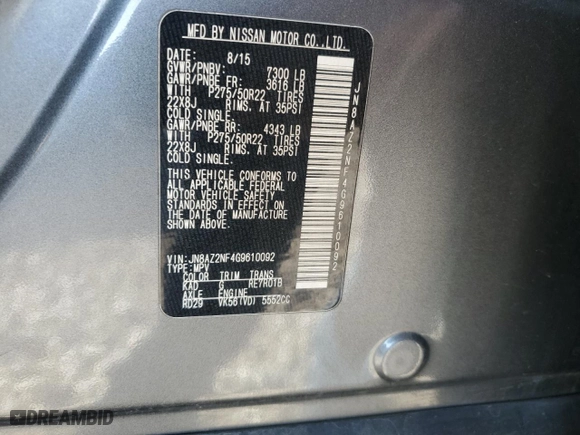 MFD BY NISSAN MOTOR CO.,LTD.
DATE: 8/15
GVWR/PNBV: 7300 LB
GAWR/PNBE FR: 3616 LB
WITH P275/50R22 TIRES
22X8J RIMS, AT 35PSI
COLD SINGLE.
GAWR/PNBE RR: 4343 LB
WITH P275/50R22 TIRES
22X8J RIMS, AT 35PSI
COLD SINGLE.
THIS VEHICLE CONFORMS TO
ALL APPLICABLE FEDERAL
MOTOR VEHICLE SAFETY
STANDARDS IN EFFECT ON
THE DATE OF MANUFACTURE
SHOWN ABOVE.
VIN:JN8AZ2NF4G9610092
TYPE:MPV
COLOR TRIM TRANS
KAD G RE7R01B
AXLE ENGINE
RD29 VK56(VD) 5552CC
JN8AZ2NF4G9610092
DREAMBID